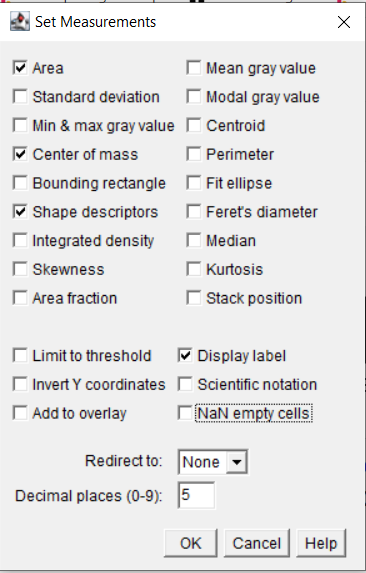 Set Measurements
Area Mean gray value
Standard deviation Modal gray value
Min & max gray value Centroid
Center of mass Perimeter
Bounding rectangle Fit ellipse
Shape descriptors Feret's diameter
Integrated density Median
Skewness Kurtosis
Area fraction Stack position
Limit to threshold Display label
Invert Y coordinates Scientific notation
Add to overlay NaN empty cells
Redirect to: None
Decimal places (0-9): 5
OK Cancel Help